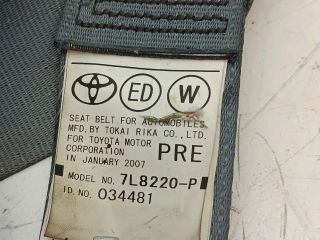 ED W
SEAT BELT FOR AUTOMOBILES
MFD. BY TOKAI RIKA CO., LTD.
FOR TOYOTA MOTOR
CORPORATION PRE
IN JANUARY 2007
MODEL NO. 7L8220-P
ID.NO. 034481